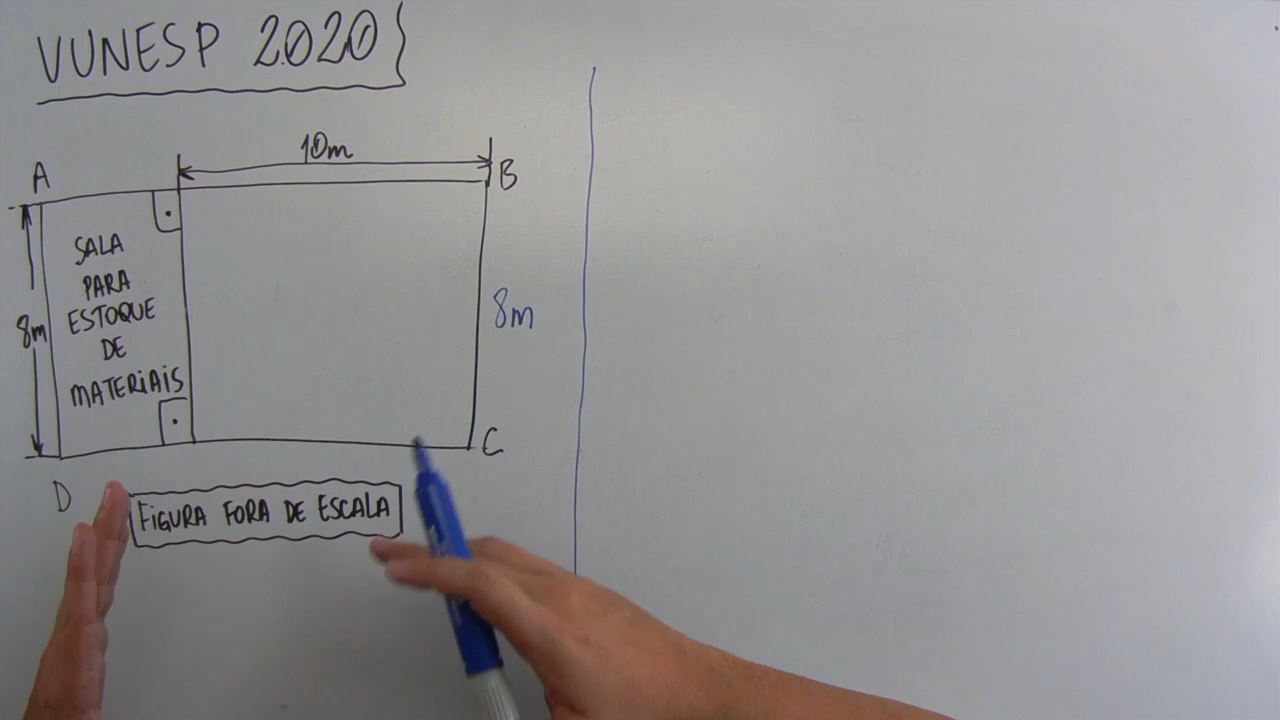 VUNESP 2020
10m
A
B
SALA
PARA
ESTOQUE
DE
MATERIAIS
8m
8m
C
D
FIGURA FORA DE ESCALA